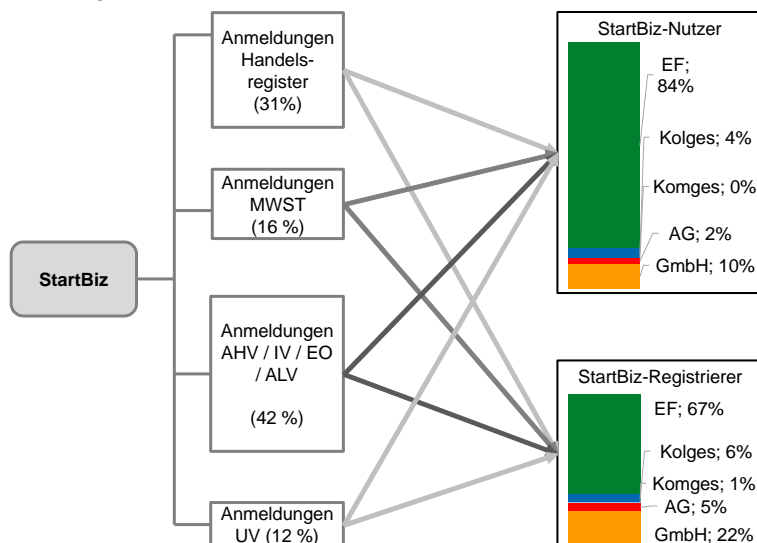 StartBiz
Anmeldungen
Handels-
register
(31%)
Anmeldungen
MWST
(16 %)
Anmeldungen
AHV / IV / EO
/ ALV
(42 %)
Anmeldungen
UV (12 %)
StartBiz-Nutzer
EF;
84%
Kolges; 4%
Komges; 0%
AG; 2%
GmbH; 10%
StartBiz-Registrierer
EF; 67%
Kolges; 6%
Komges; 1%
AG; 5%
GmbH; 22%